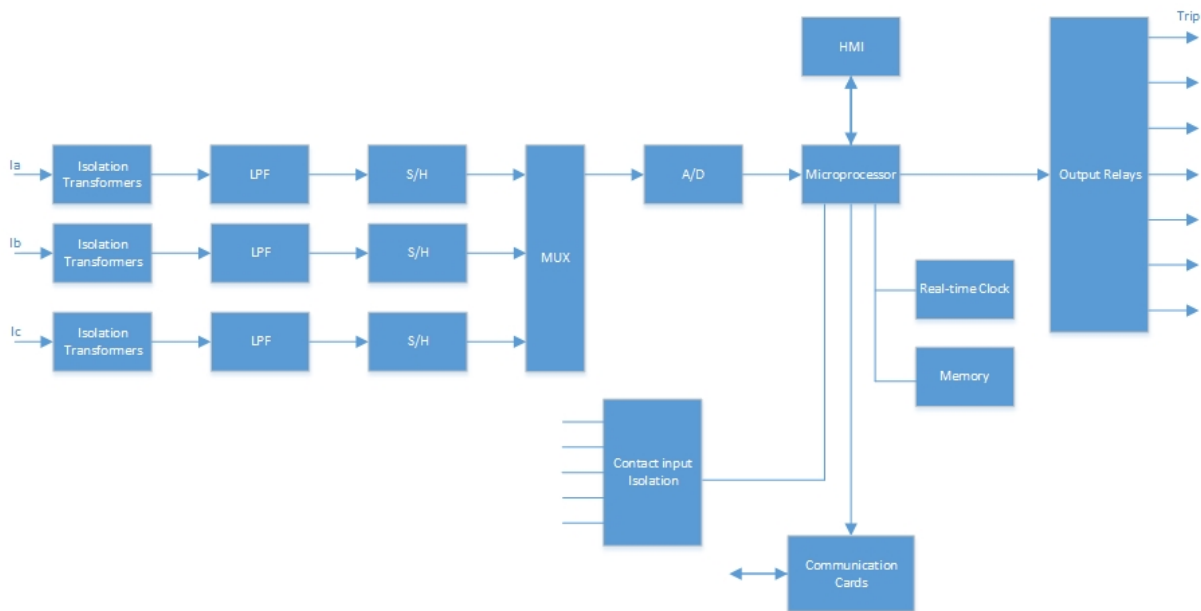 Trip
HMI
Ia
Isolation
Transformers
LPF
S/H
A/D
Microprocessor
Output Relays
Ib
Isolation
Transformers
LPF
S/H
MUX
Real-time Clock
Ic
Isolation
Transformers
LPF
S/H
Memory
Contact input
Isolation
Communication
Cards